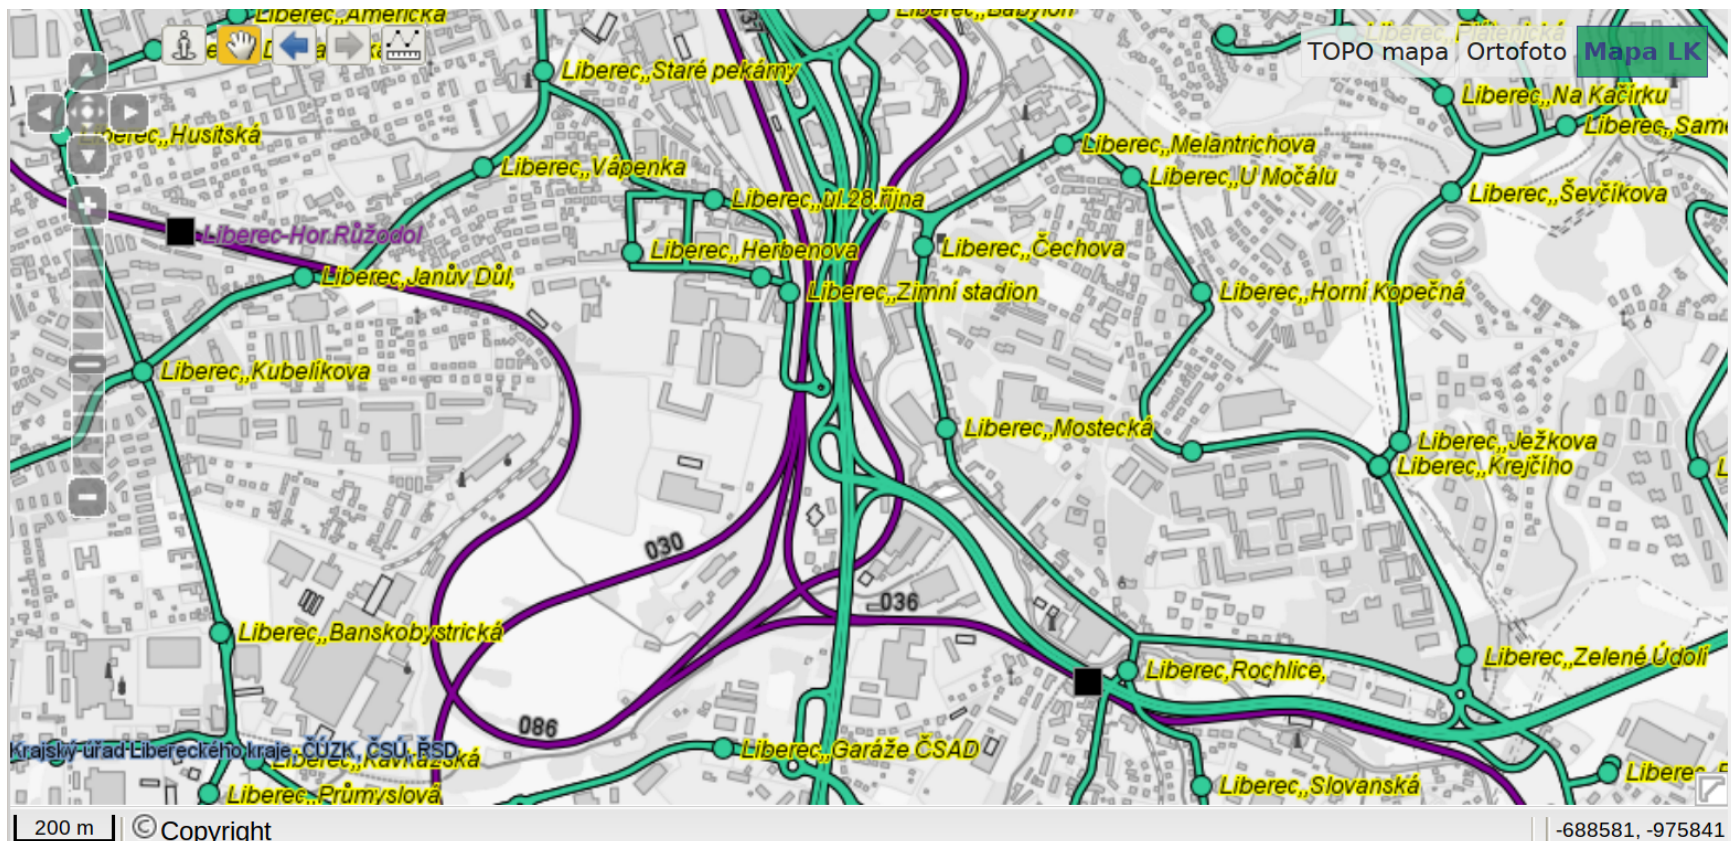 Liberec,,Americká
Liberec,,Babylon
Liberec,,Plátenická
TOPO mapa
Ortofoto
Mapa LK
Liberec,,Staré pekárny
Liberec,,Na Kačírku
Liberec,,Husitská
Liberec,,Melantrichova
Liberec,,Vápenka
Liberec,,U Močálu
Liberec,,ul.28.října
Liberec,,Ševčíkova
Liberec-Hor.Růžodol
Liberec,,Herbenova
Liberec,,Čechova
Liberec,Janův Důl,
Liberec,,Zimní stadion
Liberec,,Horní Kopečná
Liberec,,Kubelíkova
Liberec,,Mostecká
Liberec,,Ježkova
Liberec,,Krejčího
030
036
Liberec,,Banskobystrická
Liberec,Rochlice,
Liberec,,Zelené Údolí
086
Krajský úřad Libereckého kraje, ČÚZK, ČSÚ, ŘSD
Liberec,,Kavkazská
Liberec,,Garáže ČSAD
Liberec,,Průmyslová
Liberec,,Slovanská
200 m
© Copyright
-688581, -975841